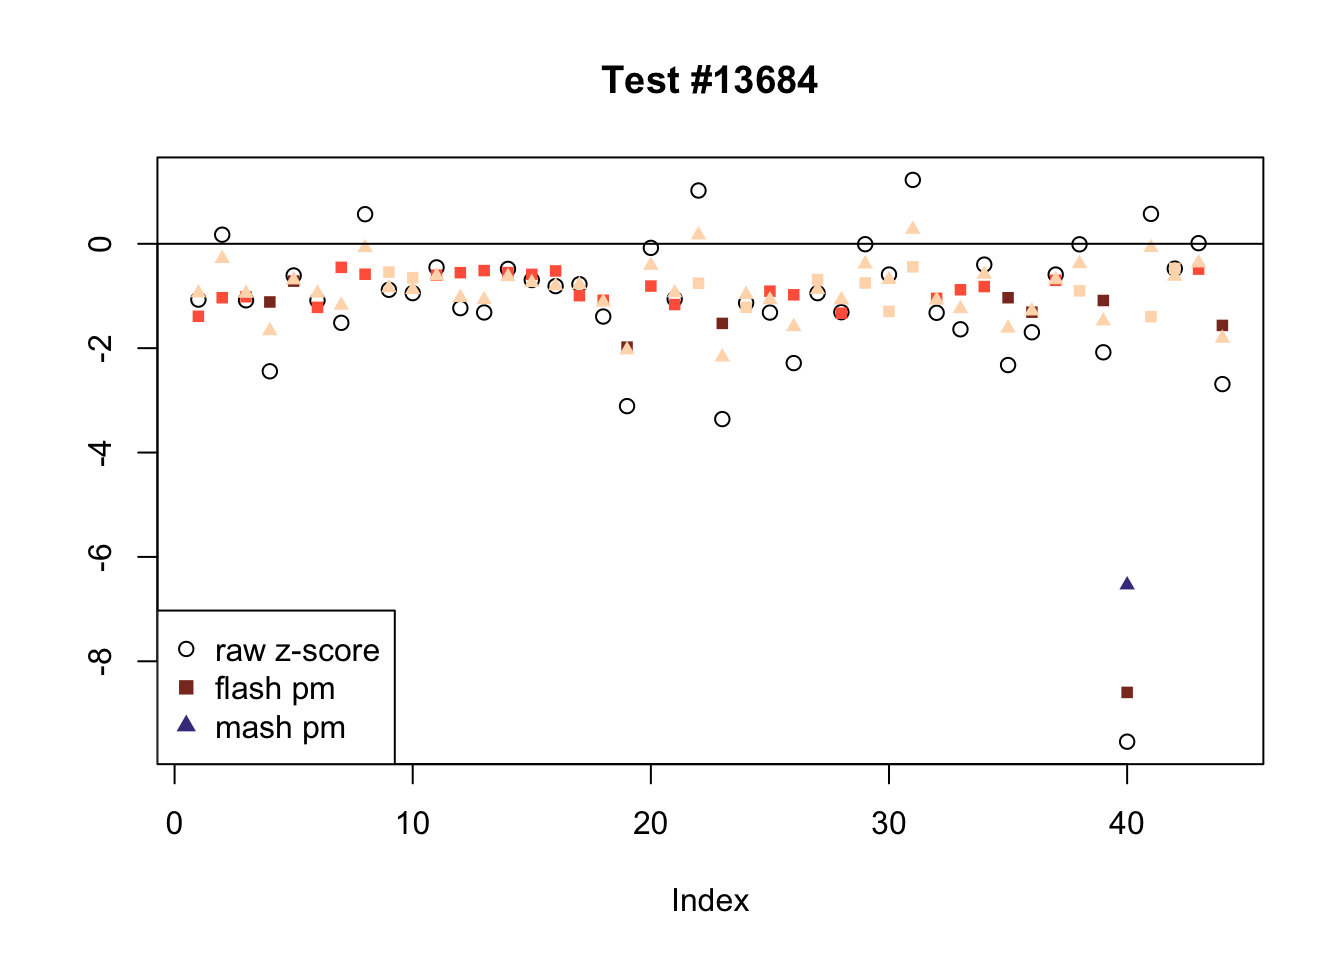 Test #13684
0
-2
-4
-6
-8
raw z-score
flash pm
mash pm
0 10 20 30 40
Index